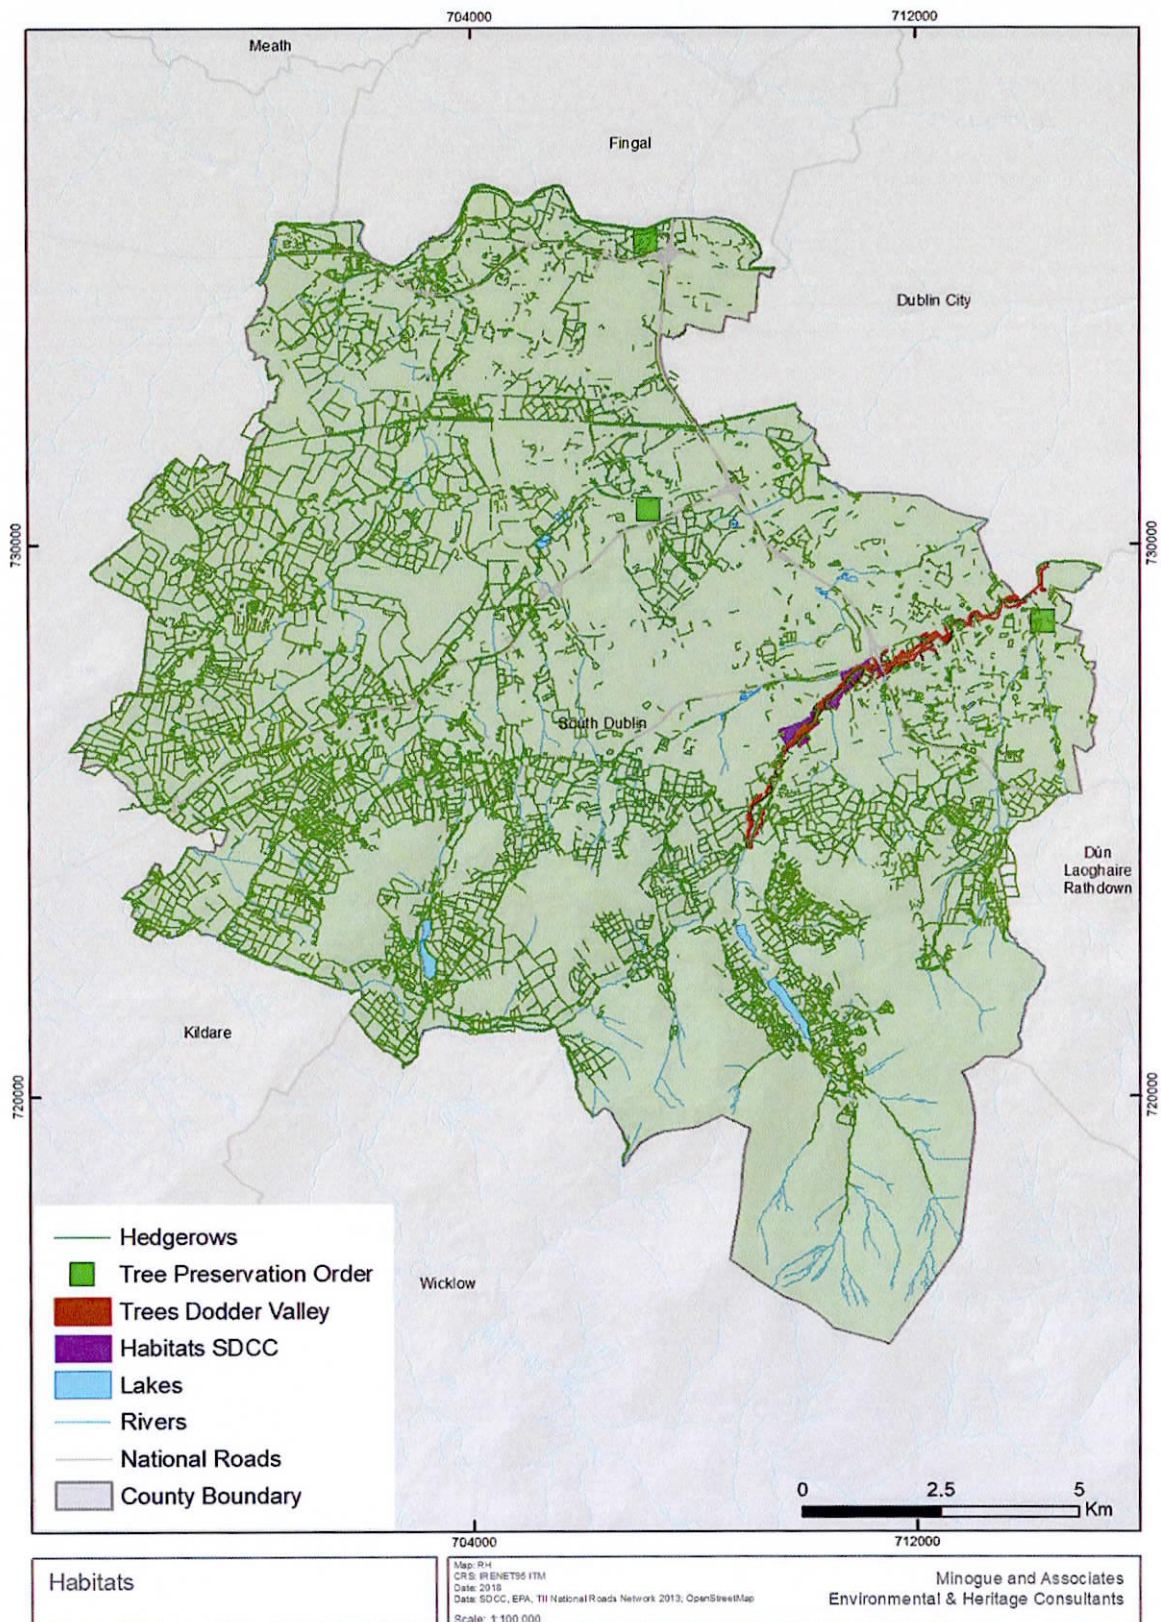 704000
712000
Meath
Fingal
Dublin City
730000
730000
South Dublin
Dún
Laoghaire
Rathdown
Kildare
720000
720000
Wicklow
Hedgerows
Tree Preservation Order
Trees Dodder Valley
Habitats SDCC
Lakes
Rivers
National Roads
County Boundary
0 2.5 5
Km
704000
712000
Habitats
Map: RH
CRS: IRENET95 ITM
Date: 2018
Data: SDCC, EPA, TII National Roads Network 2013; OpenStreetMap
Scale: 1:100,000
Minogue and Associates
Environmental & Heritage Consultants